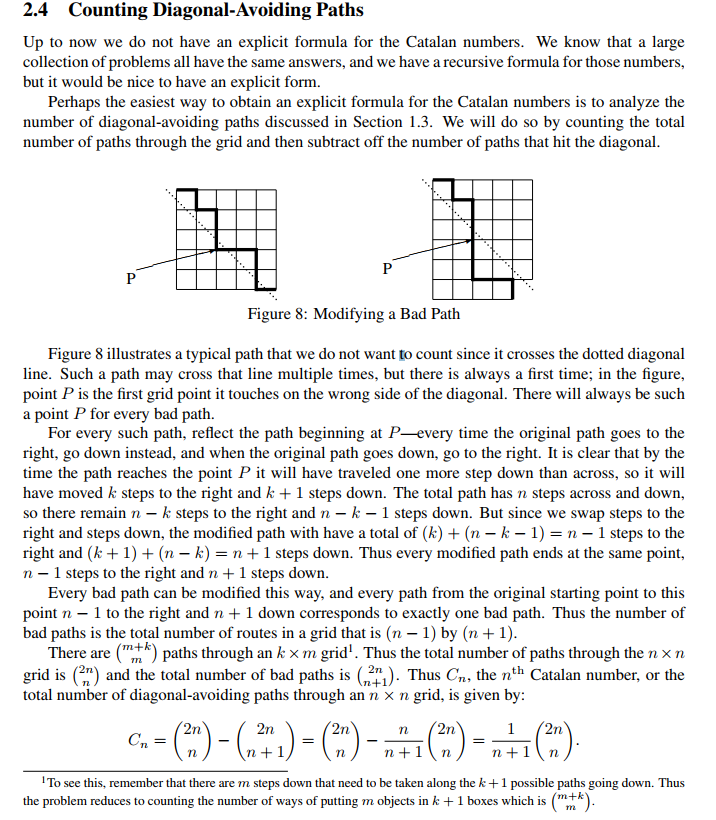 2.4 Counting Diagonal-Avoiding Paths
Up to now we do not have an explicit formula for the Catalan numbers. We know that a large
collection of problems all have the same answers, and we have a recursive formula for those numbers,
but it would be nice to have an explicit form.
Perhaps the easiest way to obtain an explicit formula for the Catalan numbers is to analyze the
number of diagonal-avoiding paths discussed in Section 1.3. We will do so by counting the total
number of paths through the grid and then subtract off the number of paths that hit the diagonal.
P
P
Figure 8: Modifying a Bad Path
Figure 8 illustrates a typical path that we do not want to count since it crosses the dotted diagonal
line. Such a path may cross that line multiple times, but there is always a first time; in the figure,
point P is the first grid point it touches on the wrong side of the diagonal. There will always be such
a point P for every bad path.
For every such path, reflect the path beginning at P—every time the original path goes to the
right, go down instead, and when the original path goes down, go to the right. It is clear that by the
time the path reaches the point P it will have traveled one more step down than across, so it will
have moved k steps to the right and k + 1 steps down. The total path has n steps across and down,
so there remain n − k steps to the right and n − k − 1 steps down. But since we swap steps to the
right and steps down, the modified path with have a total of (k) + (n − k − 1) = n − 1 steps to the
right and (k + 1) + (n − k) = n + 1 steps down. Thus every modified path ends at the same point,
n − 1 steps to the right and n + 1 steps down.
Every bad path can be modified this way, and every path from the original starting point to this
point n − 1 to the right and n + 1 down corresponds to exactly one bad path. Thus the number of
bad paths is the total number of routes in a grid that is (n − 1) by (n + 1).
There are (m+k m) paths through an k × m grid¹. Thus the total number of paths through the n × n
grid is (2n n) and the total number of bad paths is (2n n+1). Thus Cₙ, the nᵗʰ Catalan number, or the
total number of diagonal-avoiding paths through an n × n grid, is given by:
Cₙ = (2n n) − (2n n+1) = (2n n) − n/(n+1) (2n n) = 1/(n+1) (2n n).
¹To see this, remember that there are m steps down that need to be taken along the k + 1 possible paths going down. Thus
the problem reduces to counting the number of ways of putting m objects in k + 1 boxes which is (m+k m).